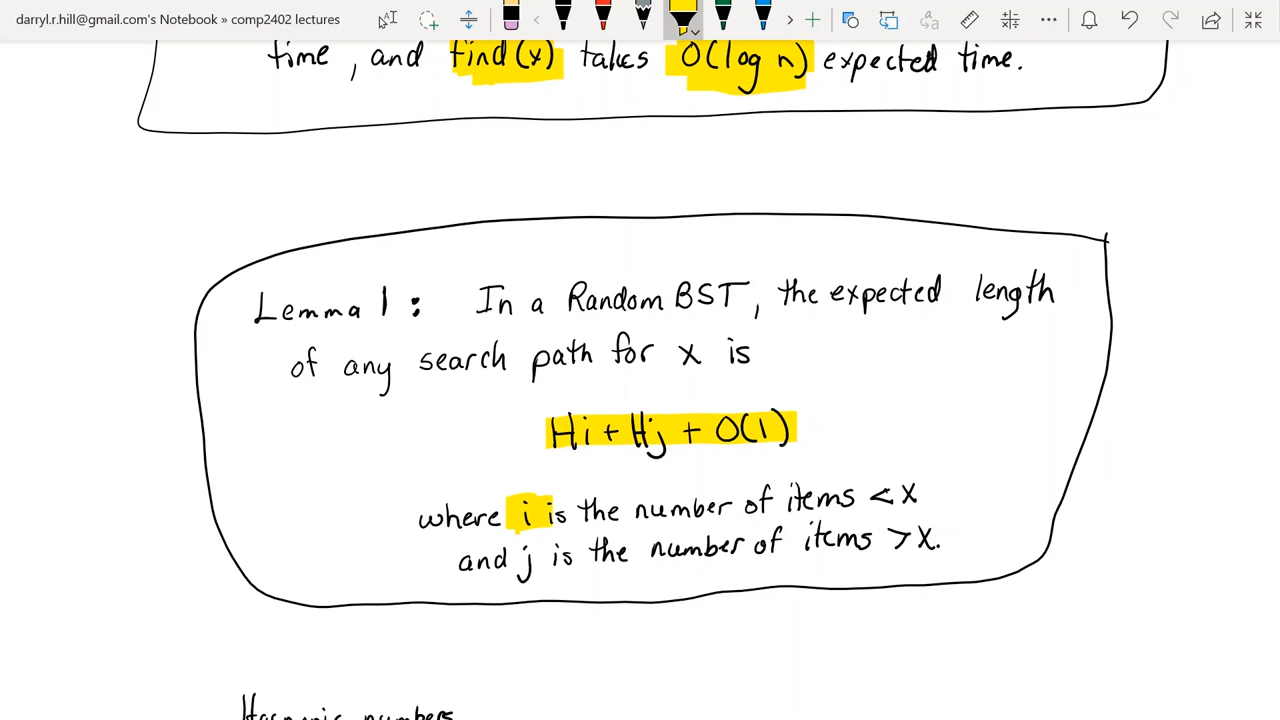 darryl.r.hill@gmail.com's Notebook » comp2402 lectures
time, and find(x) takes O(log n) expected time.
Lemma 1: In a Random BST, the expected length
of any search path for x is
Hi + Hj + O(1)
where i is the number of items < x
and j is the number of items > x.
Harmonic numbers